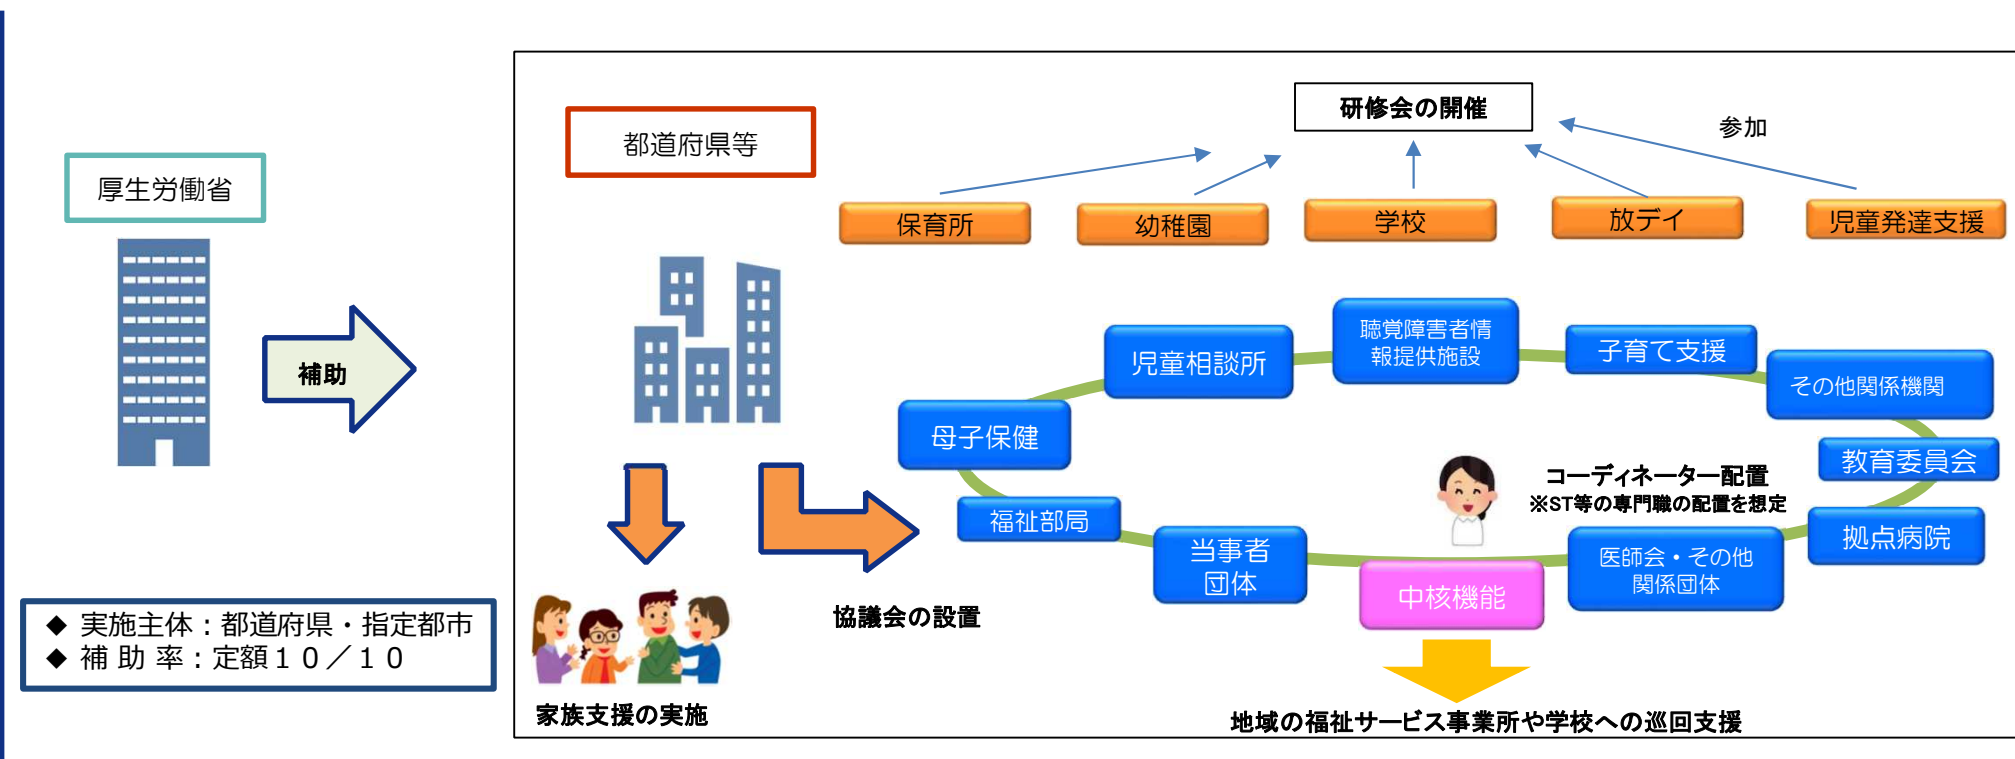 厚生労働省
補助
◆ 実施主体：都道府県・指定都市
◆ 補 助 率：定額１０／１０
都道府県等
研修会の開催
参加
保育所
幼稚園
学校
放デイ
児童発達支援
児童相談所
聴覚障害者情
報提供施設
子育て支援
その他関係機関
母子保健
教育委員会
コーディネーター配置
※ST等の専門職の配置を想定
福祉部局
拠点病院
当事者
団体
医師会・その他
関係団体
中核機能
協議会の設置
家族支援の実施
地域の福祉サービス事業所や学校への巡回支援